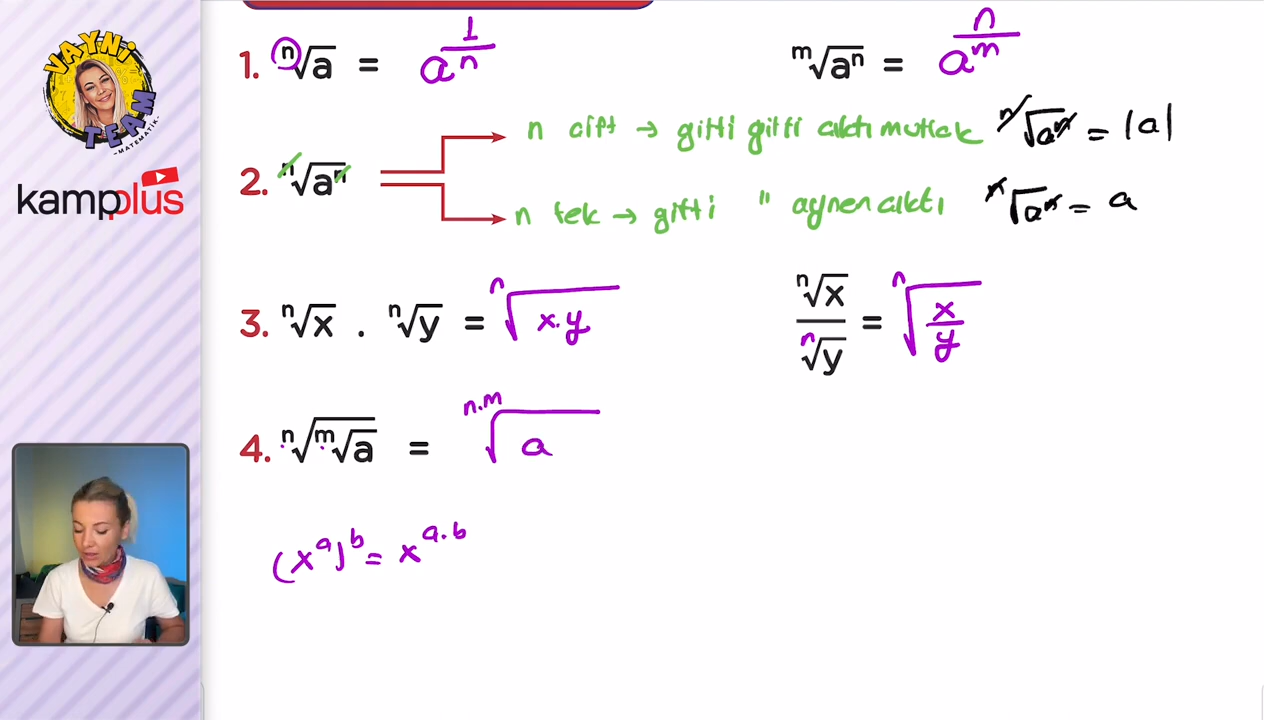 VAYNİ
TEAM
-MATEMATİK-
kampplus
1. ⁿ√a = a^(1/n)
ᵐ√aⁿ = a^(n/m)
2. ⁿ√aⁿ
n çift → gitti gitti çıktı mutlak ⁿ√aⁿ = |a|
n tek → gitti " aynen çıktı ⁿ√aⁿ = a
3. ⁿ√x . ⁿ√y = ⁿ√x.y
ⁿ√x / ⁿ√y = ⁿ√(x/y)
4. ⁿ√ᵐ√a = ⁿ·ᵐ√a
(x^a)^b = x^(a.b)